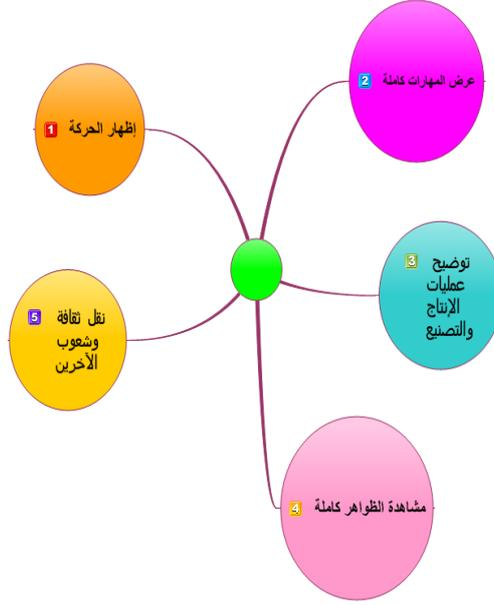 1 إظهار الحركة
2 عرض المهارات كاملة
3 توضيح
عمليات
الإنتاج
والتصنيع
4 مشاهدة الظواهر كاملة
5 نقل ثقافة
وشعوب
الآخرين